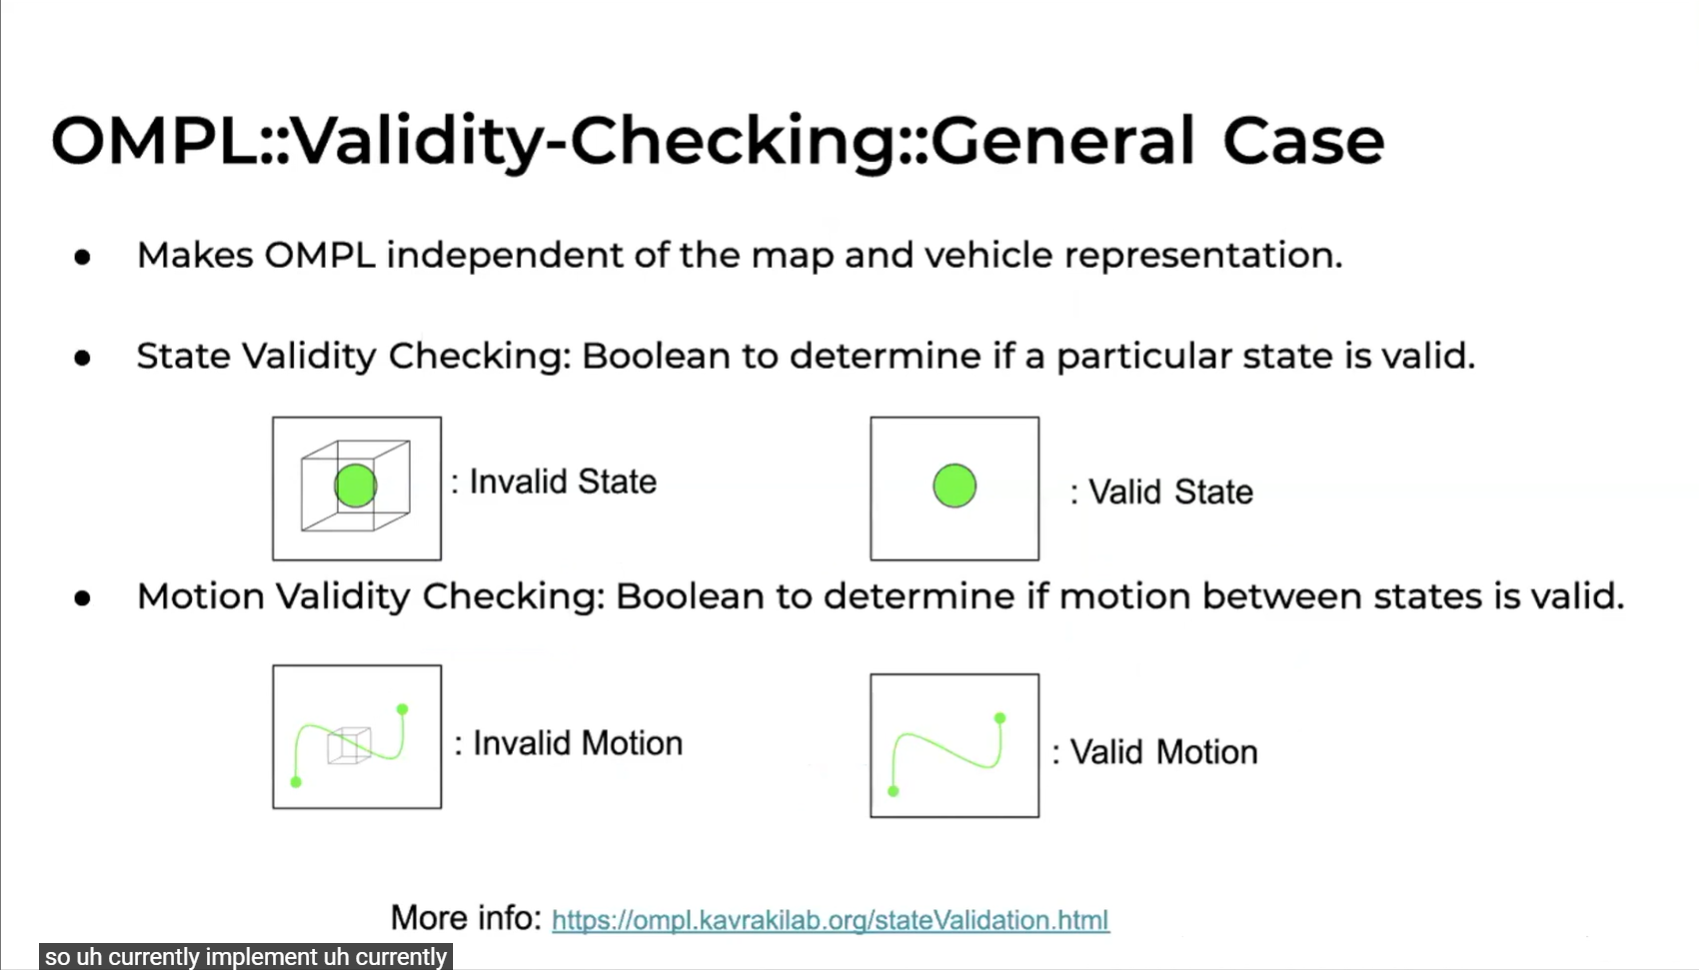 OMPL::Validity-Checking::General Case
● Makes OMPL independent of the map and vehicle representation.
● State Validity Checking: Boolean to determine if a particular state is valid.
: Invalid State
: Valid State
● Motion Validity Checking: Boolean to determine if motion between states is valid.
: Invalid Motion
: Valid Motion
More info: https://ompl.kavrakilab.org/stateValidation.html
so uh currently implement uh currently